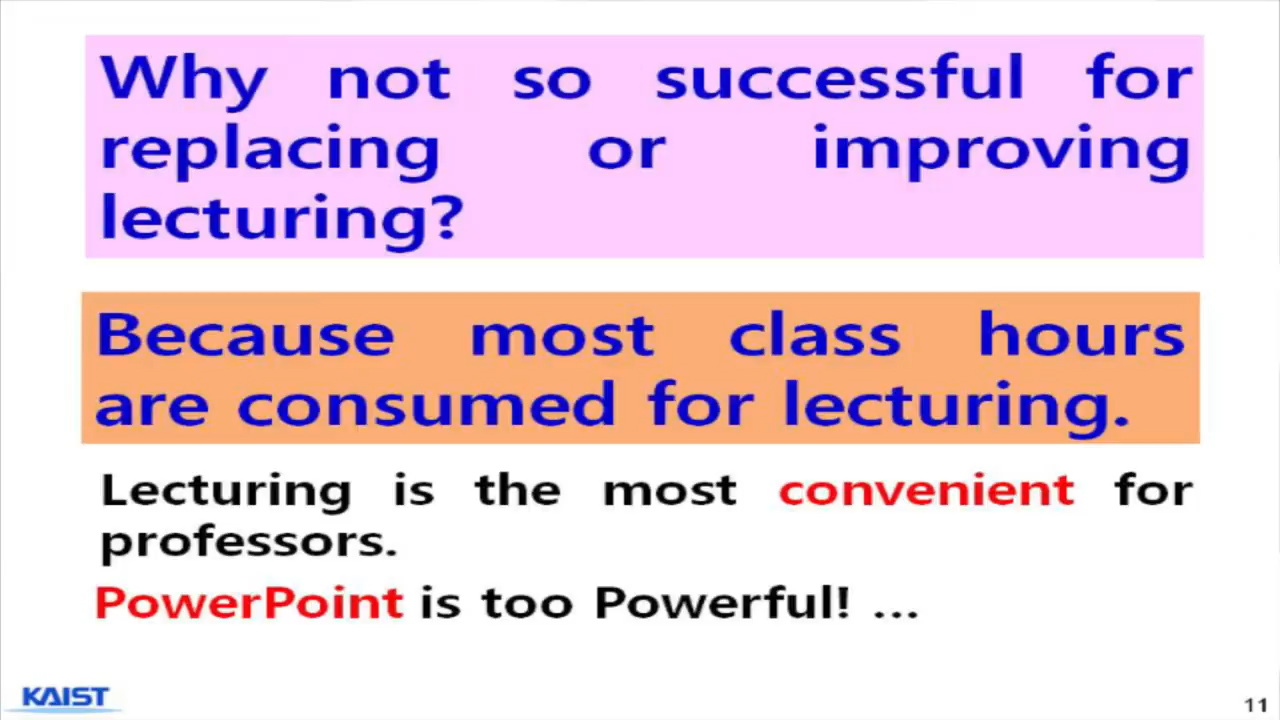 Why not so successful for
replacing or improving
lecturing?
Because most class hours
are consumed for lecturing.
Lecturing is the most convenient for
professors.
PowerPoint is too Powerful! ...
KAIST
11